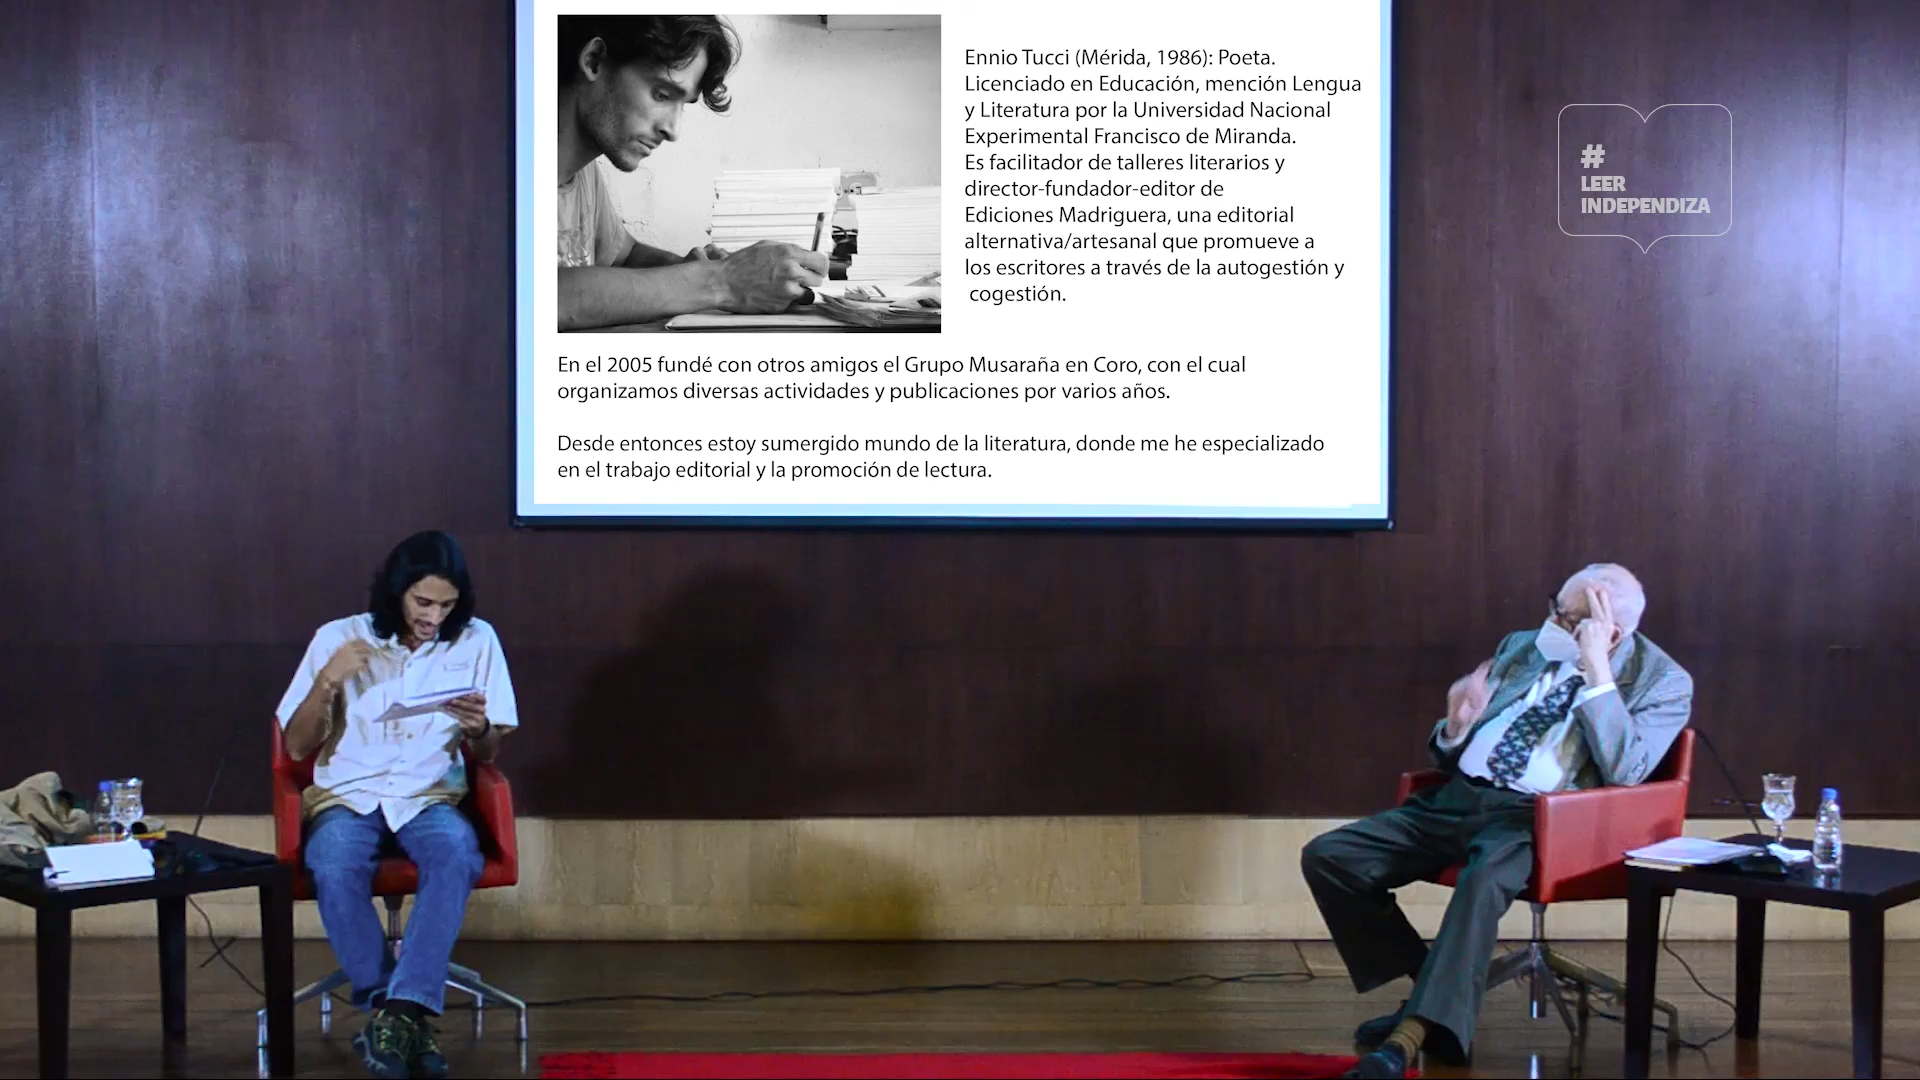 Ennio Tucci (Mérida, 1986): Poeta.
Licenciado en Educación, mención Lengua
y Literatura por la Universidad Nacional
Experimental Francisco de Miranda.
Es facilitador de talleres literarios y
director-fundador-editor de
Ediciones Madriguera, una editorial
alternativa/artesanal que promueve a
los escritores a través de la autogestión y
cogestión.
En el 2005 fundé con otros amigos el Grupo Musaraña en Coro, con el cual
organizamos diversas actividades y publicaciones por varios años.
Desde entonces estoy sumergido mundo de la literatura, donde me he especializado
en el trabajo editorial y la promoción de lectura.
#
LEER
INDEPENDIZA